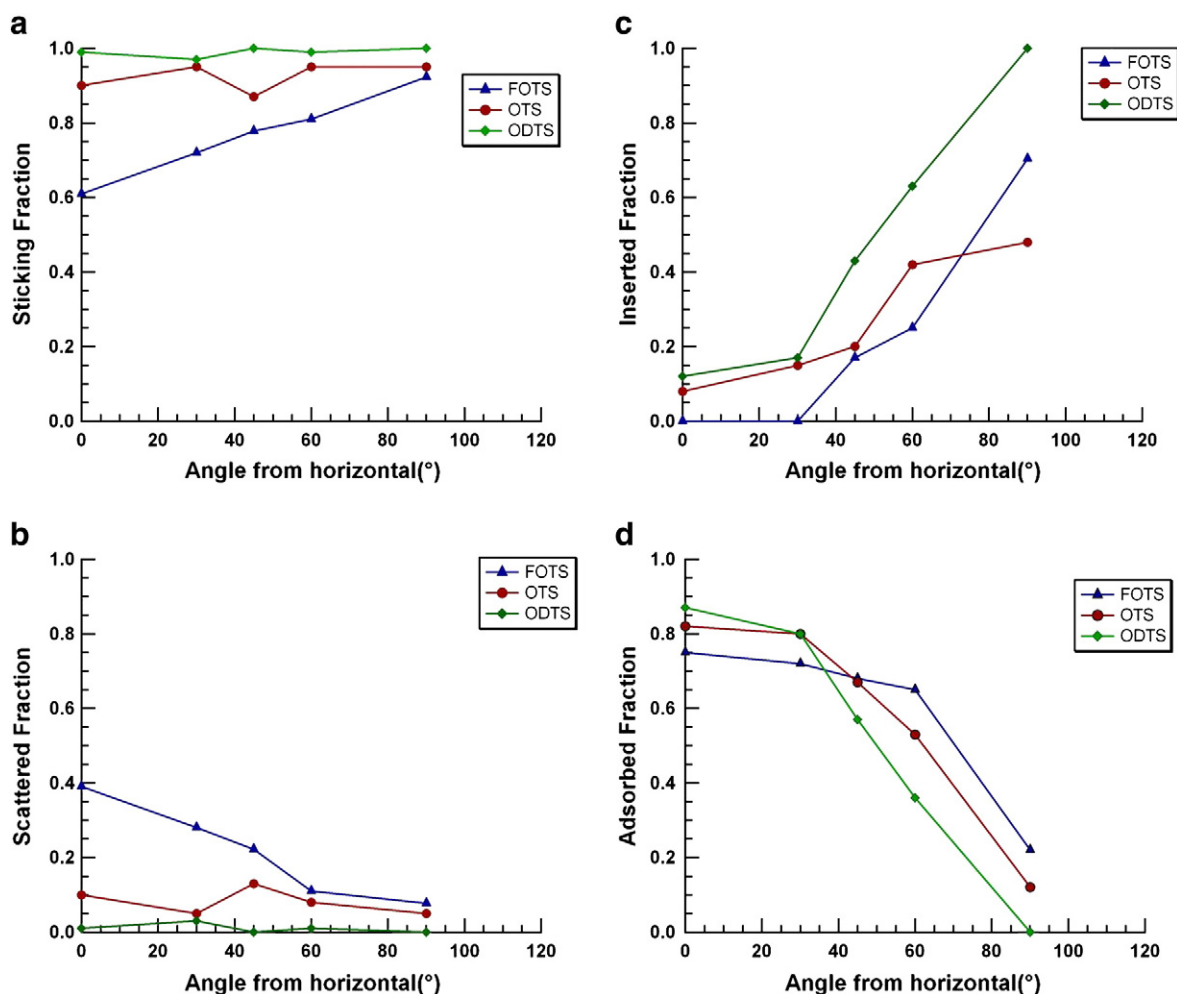 a
1.0
0.8
0.6
0.4
0.2
0.0
Sticking Fraction
0 20 40 60 80 100 120
Angle from horizontal(°)
FOTS
OTS
ODTS
c
1.0
0.8
0.6
0.4
0.2
0.0
Inserted Fraction
0 20 40 60 80 100 120
Angle from horizontal(°)
FOTS
OTS
ODTS
b
1.0
0.8
0.6
0.4
0.2
0.0
Scattered Fraction
0 20 40 60 80 100 120
Angle from horizontal(°)
FOTS
OTS
ODTS
d
1.0
0.8
0.6
0.4
0.2
0.0
Adsorbed Fraction
0 20 40 60 80 100 120
Angle from horizontal(°)
FOTS
OTS
ODTS